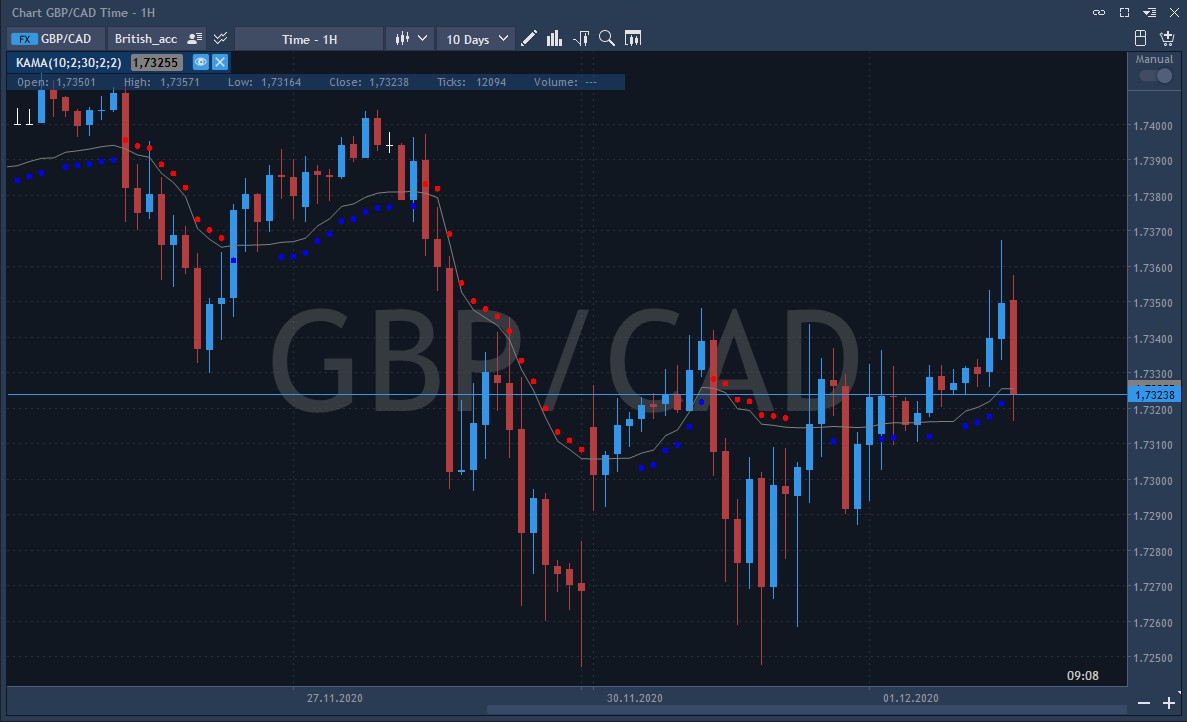 Chart GBP/CAD Time - 1H
FX GBP/CAD British_acc Time - 1H 10 Days
KAMA(10;2;30;2;2) 1,73255
Open: 1,73501 High: 1,73571 Low: 1,73164 Close: 1,73238 Ticks: 12094 Volume: ---
Manual
1.74000
1.73900
1.73800
1.73700
1.73600
1.73500
1.73400
1.73300
1,73238
1.73200
1.73100
1.73000
1.72900
1.72800
1.72700
1.72600
1.72500
GBP/CAD
09:08
27.11.2020 30.11.2020 01.12.2020